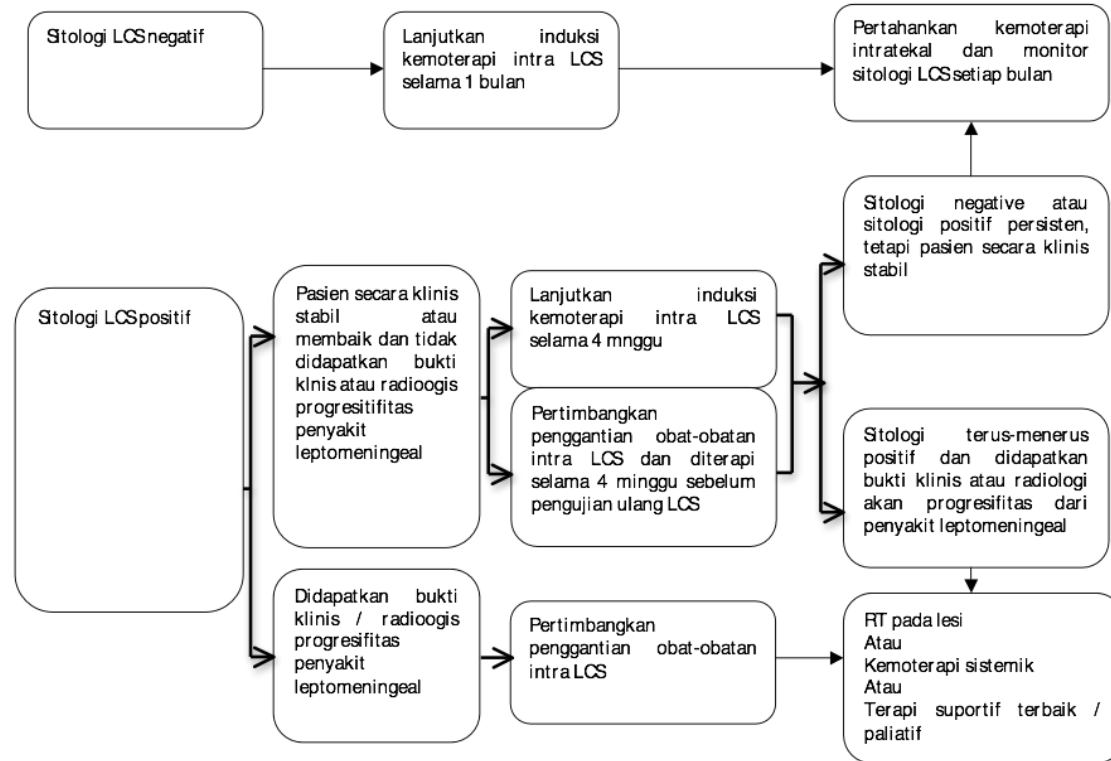 Sitologi LCS negatif
Lanjutkan induksi
kemoterapi intra LCS
selama 1 bulan
Pertahankan kemoterapi
intratekal dan monitor
sitologi LCS setiap bulan
Sitologi negative atau
sitologi positif persisten,
tetapi pasien secara klinis
stabil
Sitologi LCS positif
Pasien secara klinis
stabil atau
membaik dan tidak
didapatkan bukti
klnis atau radioogis
progresitifitas
penyakit
leptomeningeal
Lanjutkan induksi
kemoterapi intra LCS
selama 4 mnggu
Pertimbangkan
penggantian obat-obatan
intra LCS dan diterapi
selama 4 minggu sebelum
pengujian ulang LCS
Sitologi terus-menerus
positif dan didapatkan
bukti klinis atau radiologi
akan progresifitas dari
penyakit leptomeningeal
Didapatkan bukti
klinis / radioogis
progresifitas
penyakit
leptomeningeal
Pertimbangkan
penggantian obat-obatan
intra LCS
RT pada lesi
Atau
Kemoterapi sistemik
Atau
Terapi suportif terbaik /
paliatif